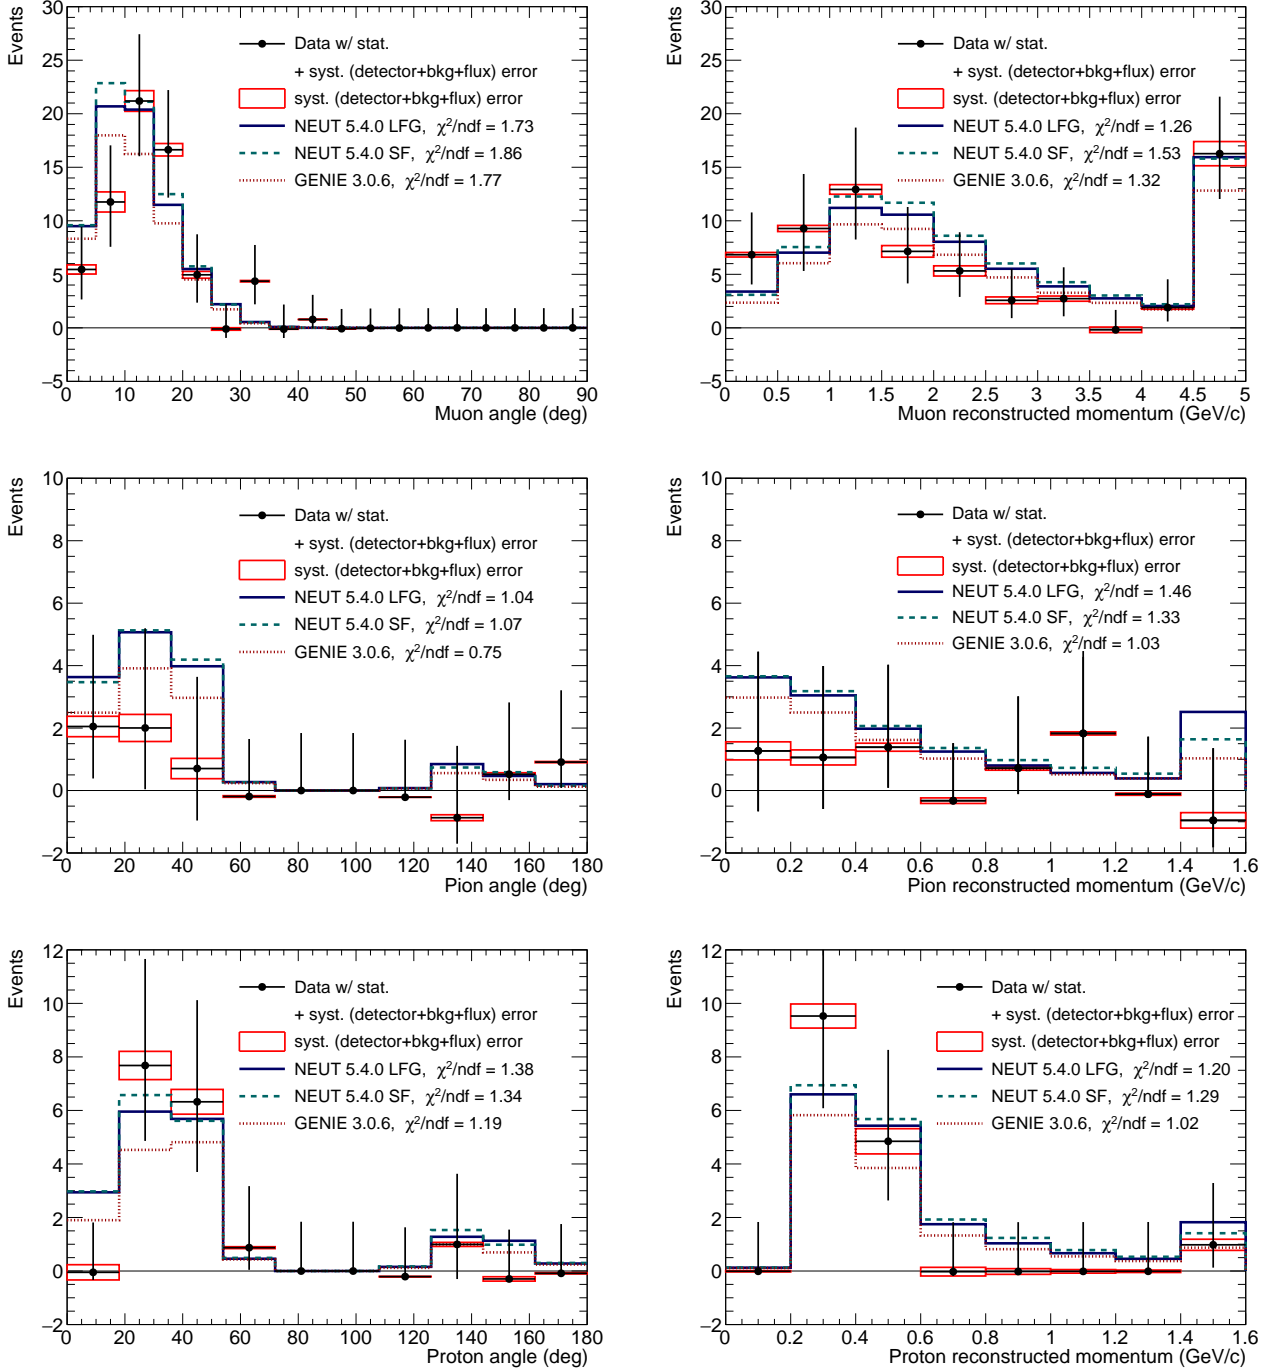 Events
30
25
20
15
10
5
0
−5
Data w/ stat.
+ syst. (detector+bkg+flux) error
syst. (detector+bkg+flux) error
NEUT 5.4.0 LFG, χ²/ndf = 1.73
NEUT 5.4.0 SF, χ²/ndf = 1.86
GENIE 3.0.6, χ²/ndf = 1.77
0 10 20 30 40 50 60 70 80 90
Muon angle (deg)
Events
30
25
20
15
10
5
0
−5
Data w/ stat.
+ syst. (detector+bkg+flux) error
syst. (detector+bkg+flux) error
NEUT 5.4.0 LFG, χ²/ndf = 1.26
NEUT 5.4.0 SF, χ²/ndf = 1.53
GENIE 3.0.6, χ²/ndf = 1.32
0 0.5 1 1.5 2 2.5 3 3.5 4 4.5 5
Muon reconstructed momentum (GeV/c)
Events
10
8
6
4
2
0
−2
Data w/ stat.
+ syst. (detector+bkg+flux) error
syst. (detector+bkg+flux) error
NEUT 5.4.0 LFG, χ²/ndf = 1.04
NEUT 5.4.0 SF, χ²/ndf = 1.07
GENIE 3.0.6, χ²/ndf = 0.75
0 20 40 60 80 100 120 140 160 180
Pion angle (deg)
Events
10
8
6
4
2
0
−2
Data w/ stat.
+ syst. (detector+bkg+flux) error
syst. (detector+bkg+flux) error
NEUT 5.4.0 LFG, χ²/ndf = 1.46
NEUT 5.4.0 SF, χ²/ndf = 1.33
GENIE 3.0.6, χ²/ndf = 1.03
0 0.2 0.4 0.6 0.8 1 1.2 1.4 1.6
Pion reconstructed momentum (GeV/c)
Events
12
10
8
6
4
2
0
−2
Data w/ stat.
+ syst. (detector+bkg+flux) error
syst. (detector+bkg+flux) error
NEUT 5.4.0 LFG, χ²/ndf = 1.38
NEUT 5.4.0 SF, χ²/ndf = 1.34
GENIE 3.0.6, χ²/ndf = 1.19
0 20 40 60 80 100 120 140 160 180
Proton angle (deg)
Events
12
10
8
6
4
2
0
−2
Data w/ stat.
+ syst. (detector+bkg+flux) error
syst. (detector+bkg+flux) error
NEUT 5.4.0 LFG, χ²/ndf = 1.20
NEUT 5.4.0 SF, χ²/ndf = 1.29
GENIE 3.0.6, χ²/ndf = 1.02
0 0.2 0.4 0.6 0.8 1 1.2 1.4 1.6
Proton reconstructed momentum (GeV/c)